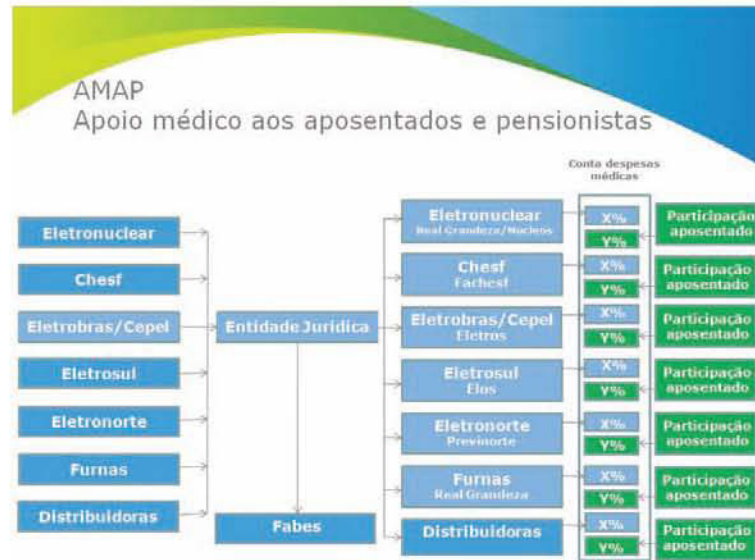 AMAP
Apoio médico aos aposentados e pensionistas
Conta despesas
médicas
Eletronuclear
Chesf
Eletrobras/Cepel
Eletrosul
Eletronorte
Furnas
Distribuidoras
Entidade Jurídica
Fabes
Eletronuclear
Real Grandeza/Nucleos
X%
Y%
Participação
aposentado
Chesf
Fachesf
X%
Y%
Participação
aposentado
Eletrobras/Cepel
Eletros
X%
Y%
Participação
aposentado
Eletrosul
Elos
X%
Y%
Participação
aposentado
Eletronorte
Previnorte
X%
Y%
Participação
aposentado
Furnas
Real Grandeza
X%
Y%
Participação
aposentado
Distribuidoras
X%
Y%
Participação
aposentado